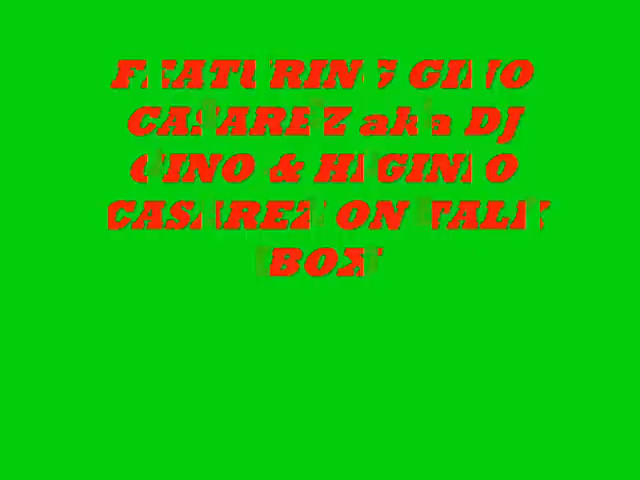 FEATURING GINO
CASAREZ aka DJ
GINO & HIGINIO
CASAREZ ON TALK
BOX